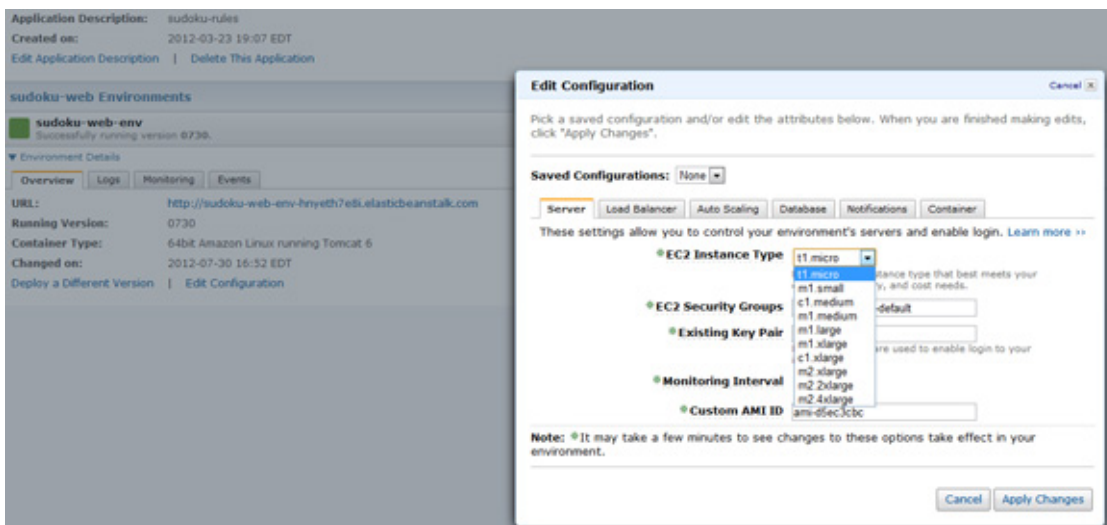 Application Description: sudoku-rules
Created on: 2012-03-23 19:07 EDT
Edit Application Description | Delete This Application
sudoku-web Environments
sudoku-web-env
Successfully running version 0730.
Environment Details
Overview Logs Monitoring Events
URL: http://sudoku-web-env-hnyeth7e8i.elasticbeanstalk.com
Running Version: 0730
Container Type: 64bit Amazon Linux running Tomcat 6
Changed on: 2012-07-30 16:52 EDT
Deploy a Different Version | Edit Configuration
Edit Configuration Cancel
Pick a saved configuration and/or edit the attributes below. When you are finished making edits,
click "Apply Changes".
Saved Configurations: None
Server Load Balancer Auto Scaling Database Notifications Container
These settings allow you to control your environment's servers and enable login. Learn more ››
EC2 Instance Type t1.micro
t1.micro
type that best meets your
m1.small
and cost needs.
c1.medium
EC2 Security Groups -default
m1.medium
m1.large
Existing Key Pair
m1.xlarge
are used to enable login to your
c1.xlarge
m2.xlarge
Monitoring Interval
m2.2xlarge
m2.4xlarge
Custom AMI ID ami-d5ec3cbc
Note: It may take a few minutes to see changes to these options take effect in your
environment.
Cancel Apply Changes